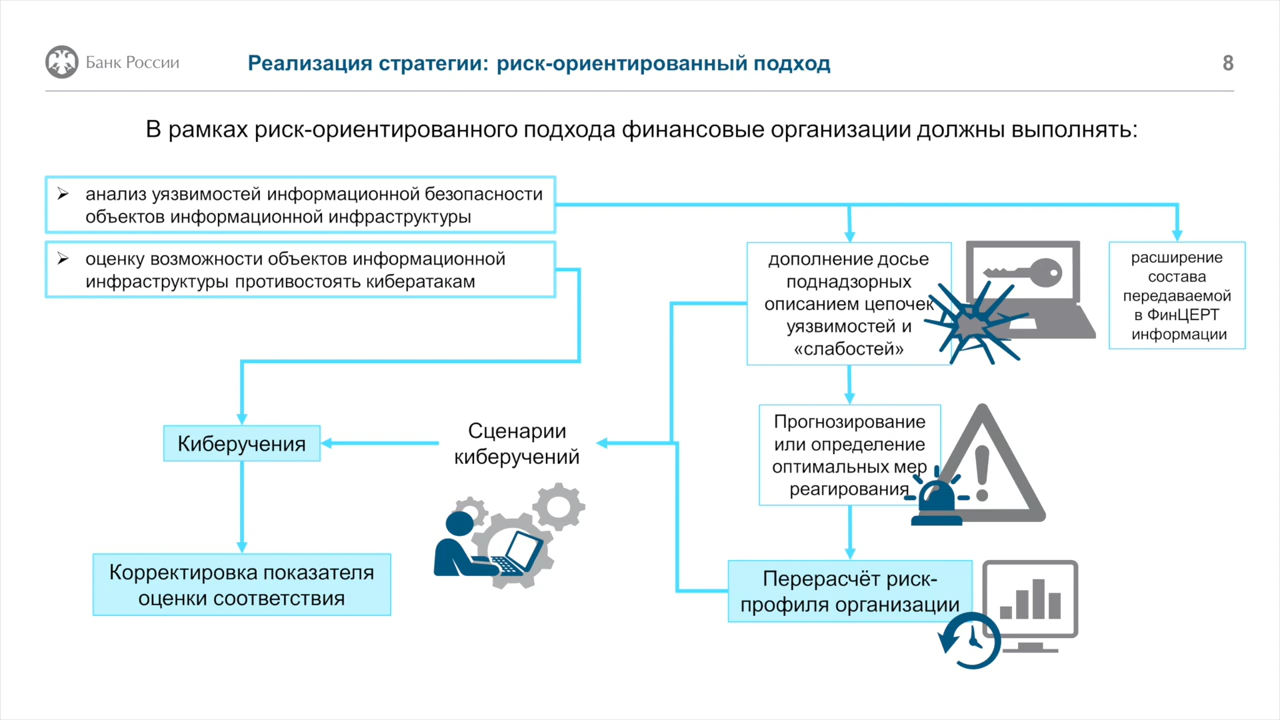 Банк России
Реализация стратегии: риск-ориентированный подход
8
В рамках риск-ориентированного подхода финансовые организации должны выполнять:
анализ уязвимостей информационной безопасности
объектов информационной инфраструктуры
оценку возможности объектов информационной
инфраструктуры противостоять кибератакам
дополнение досье
поднадзорных
описанием цепочек
уязвимостей и
«слабостей»
расширение
состава
передаваемой
в ФинЦЕРТ
информации
Прогнозирование
или определение
оптимальных мер
реагирования
Сценарии
киберучений
Киберучения
Корректировка показателя
оценки соответствия
Перерасчёт риск-
профиля организации